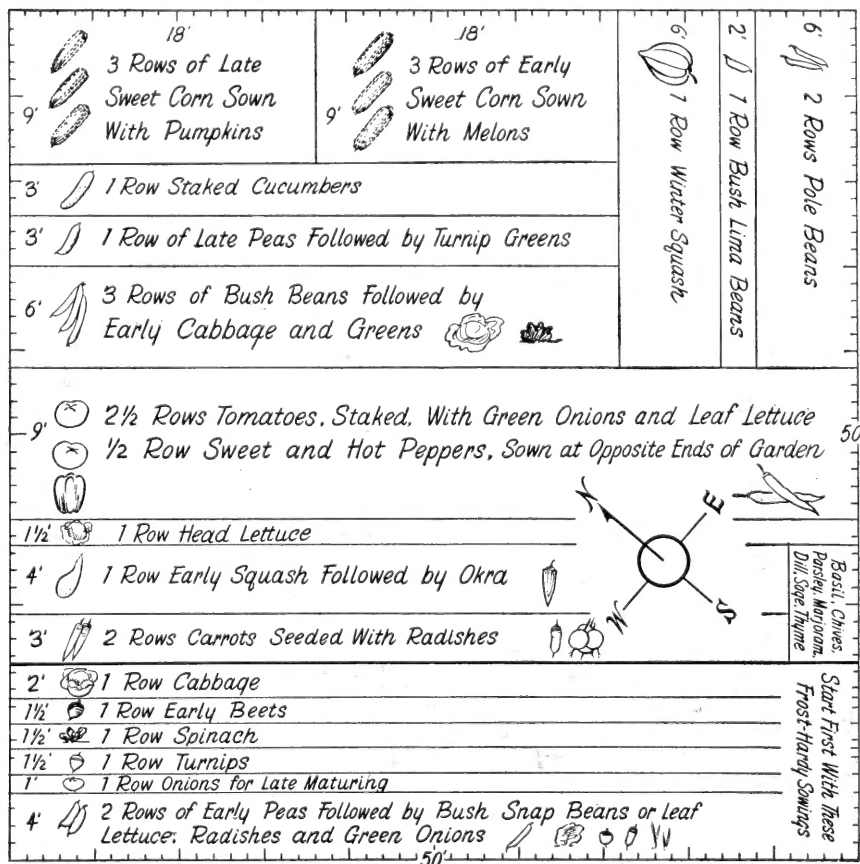 18'
9'
3 Rows of Late
Sweet Corn Sown
With Pumpkins
18'
9'
3 Rows of Early
Sweet Corn Sown
With Melons
6'
1 Row Winter Squash
2'
1 Row Bush Lima Beans
6'
2 Rows Pole Beans
3'
1 Row Staked Cucumbers
3'
1 Row of Late Peas Followed by Turnip Greens
6'
3 Rows of Bush Beans Followed by
Early Cabbage and Greens
9'
2½ Rows Tomatoes, Staked, With Green Onions and Leaf Lettuce
½ Row Sweet and Hot Peppers, Sown at Opposite Ends of Garden
50
N
E
W
S
1½'
1 Row Head Lettuce
4'
1 Row Early Squash Followed by Okra
3'
2 Rows Carrots Seeded With Radishes
Basil, Chives,
Parsley, Marjoram,
Dill, Sage, Thyme
2'
1 Row Cabbage
1½'
1 Row Early Beets
1½'
1 Row Spinach
1½'
1 Row Turnips
1'
1 Row Onions for Late Maturing
4'
2 Rows of Early Peas Followed by Bush Snap Beans or Leaf
Lettuce, Radishes and Green Onions
Start First With These
Frost-Hardy Sowings
50'